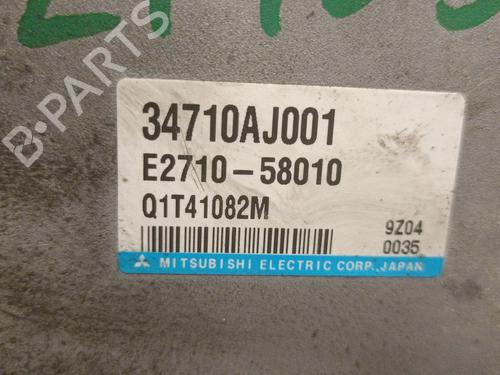 34710AJ001
E2710-58010
Q1T41082M
9Z04
0035
MITSUBISHI ELECTRIC CORP. JAPAN
B-PARTS